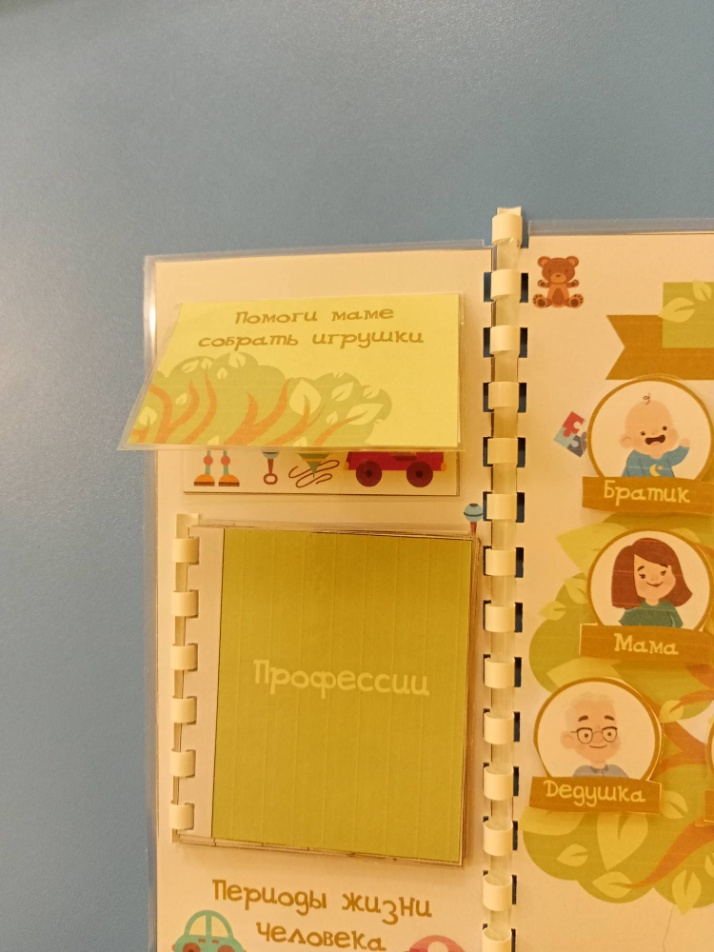 Помоги маме
собрать игрушки
Профессии
Периоды жизни
человека
Братик
Мама
Дедушка